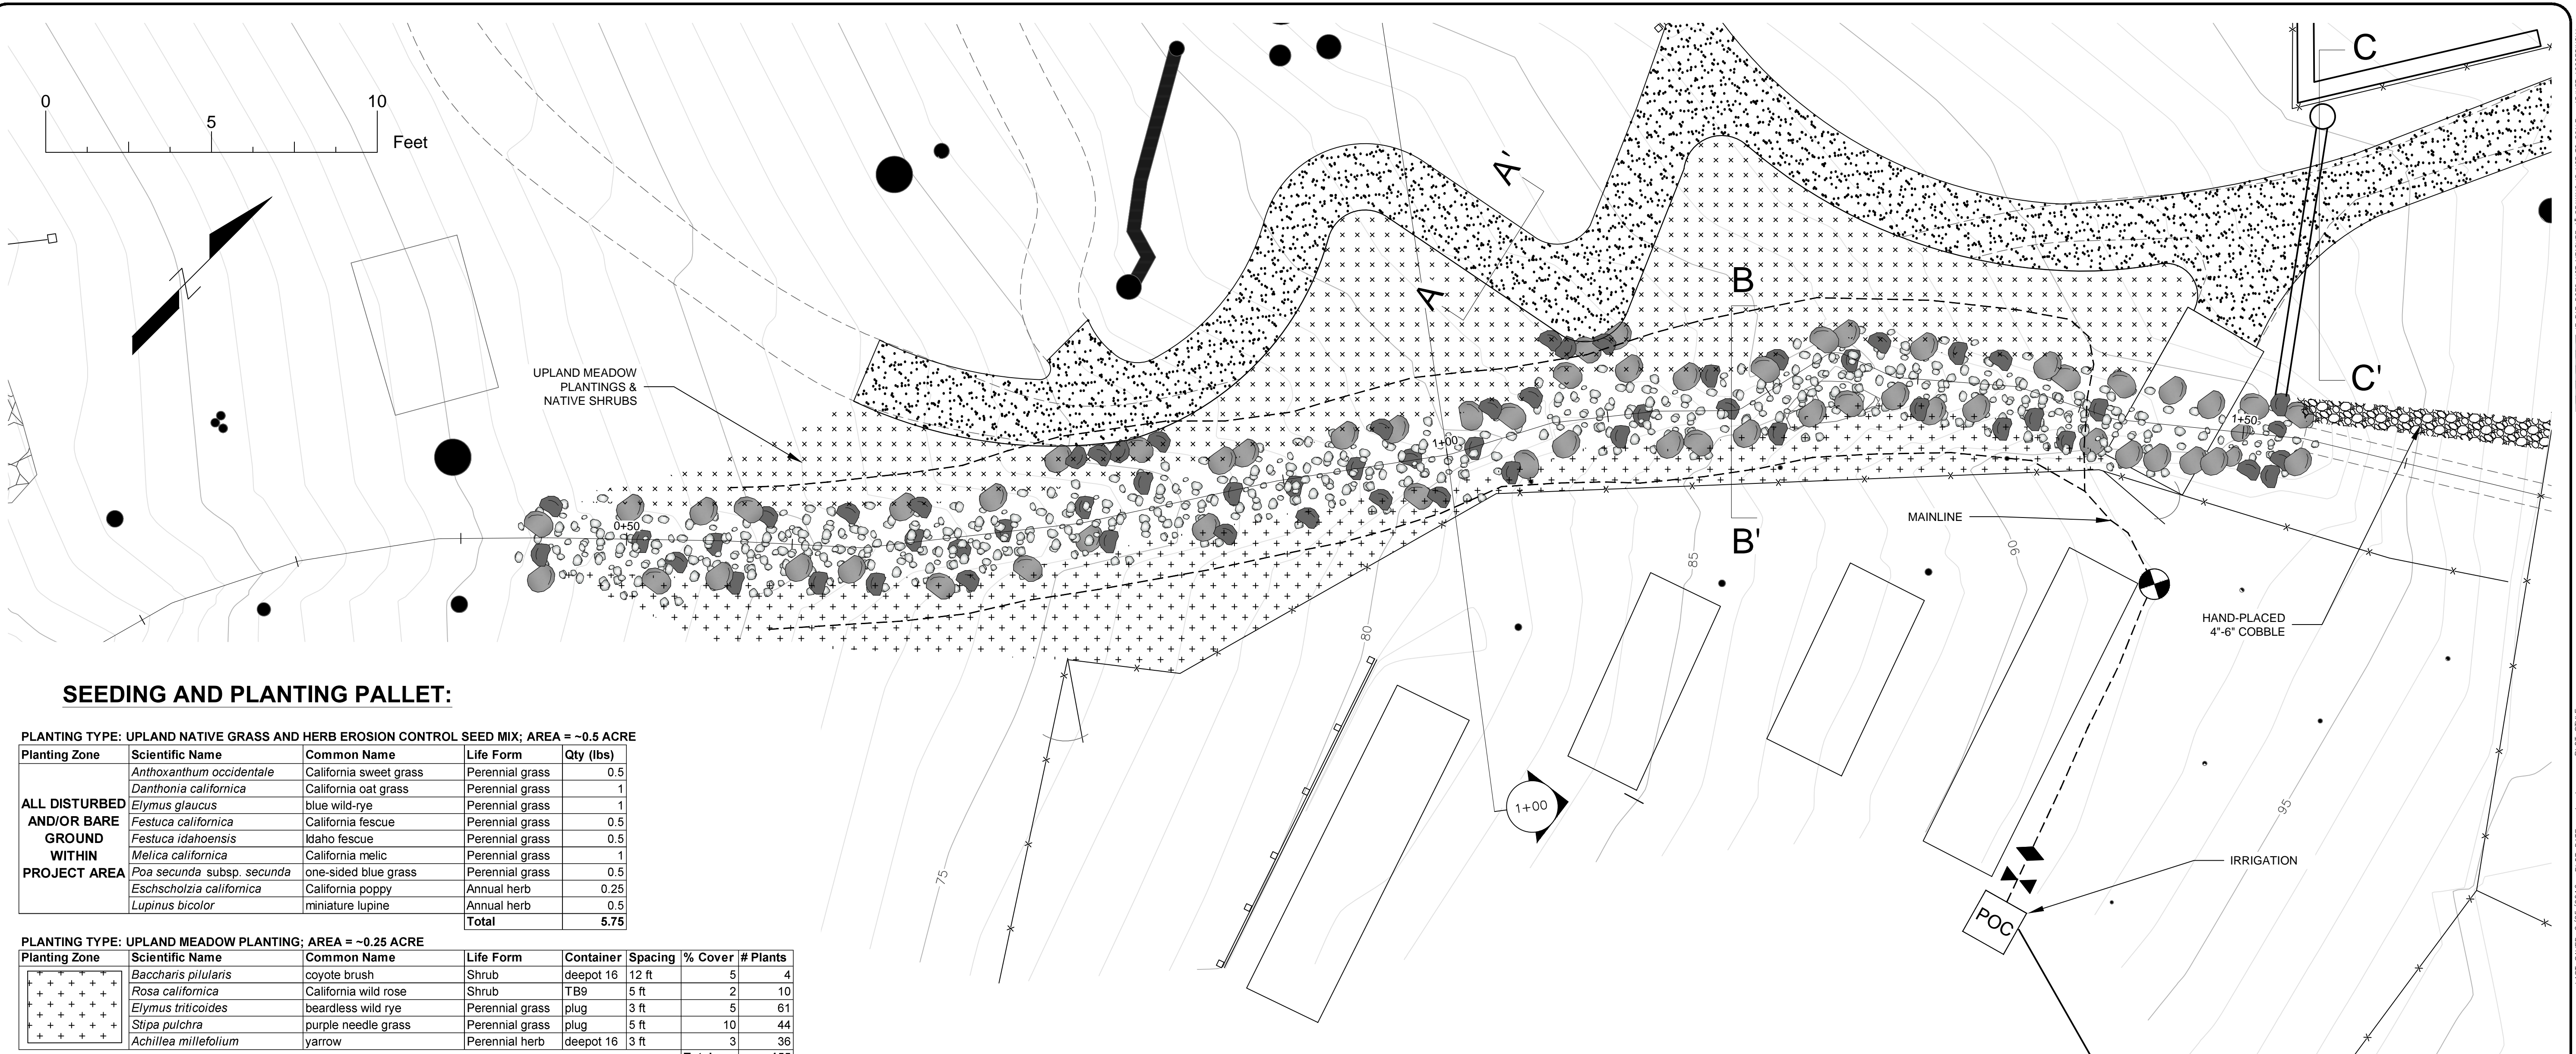 0 5 10 Feet
A'
A
B
B'
C
C'
UPLAND MEADOW
PLANTINGS &
NATIVE SHRUBS
0+50
1+00
1+50
MAINLINE
HAND-PLACED
4"-6" COBBLE
75
80
85
90
95
1+00
IRRIGATION
POC
SEEDING AND PLANTING PALLET:
PLANTING TYPE: UPLAND NATIVE GRASS AND HERB EROSION CONTROL SEED MIX; AREA = ~0.5 ACRE
Planting Zone Scientific Name Common Name Life Form Qty (lbs)
ALL DISTURBED
AND/OR BARE
GROUND
WITHIN
PROJECT AREA
Anthoxanthum occidentale California sweet grass Perennial grass 0.5
Danthonia californica California oat grass Perennial grass 1
Elymus glaucus blue wild-rye Perennial grass 1
Festuca californica California fescue Perennial grass 0.5
Festuca idahoensis Idaho fescue Perennial grass 0.5
Melica californica California melic Perennial grass 1
Poa secunda subsp. secunda one-sided blue grass Perennial grass 0.5
Eschscholzia californica California poppy Annual herb 0.25
Lupinus bicolor miniature lupine Annual herb 0.5
Total 5.75
PLANTING TYPE: UPLAND MEADOW PLANTING; AREA = ~0.25 ACRE
Planting Zone Scientific Name Common Name Life Form Container Spacing % Cover # Plants
Baccharis pilularis coyote brush Shrub deepot 16 12 ft 5 4
Rosa californica California wild rose Shrub TB9 5 ft 2 10
Elymus triticoides beardless wild rye Perennial grass plug 3 ft 5 61
Stipa pulchra purple needle grass Perennial grass plug 5 ft 10 44
Achillea millefolium yarrow Perennial herb deepot 16 3 ft 3 36